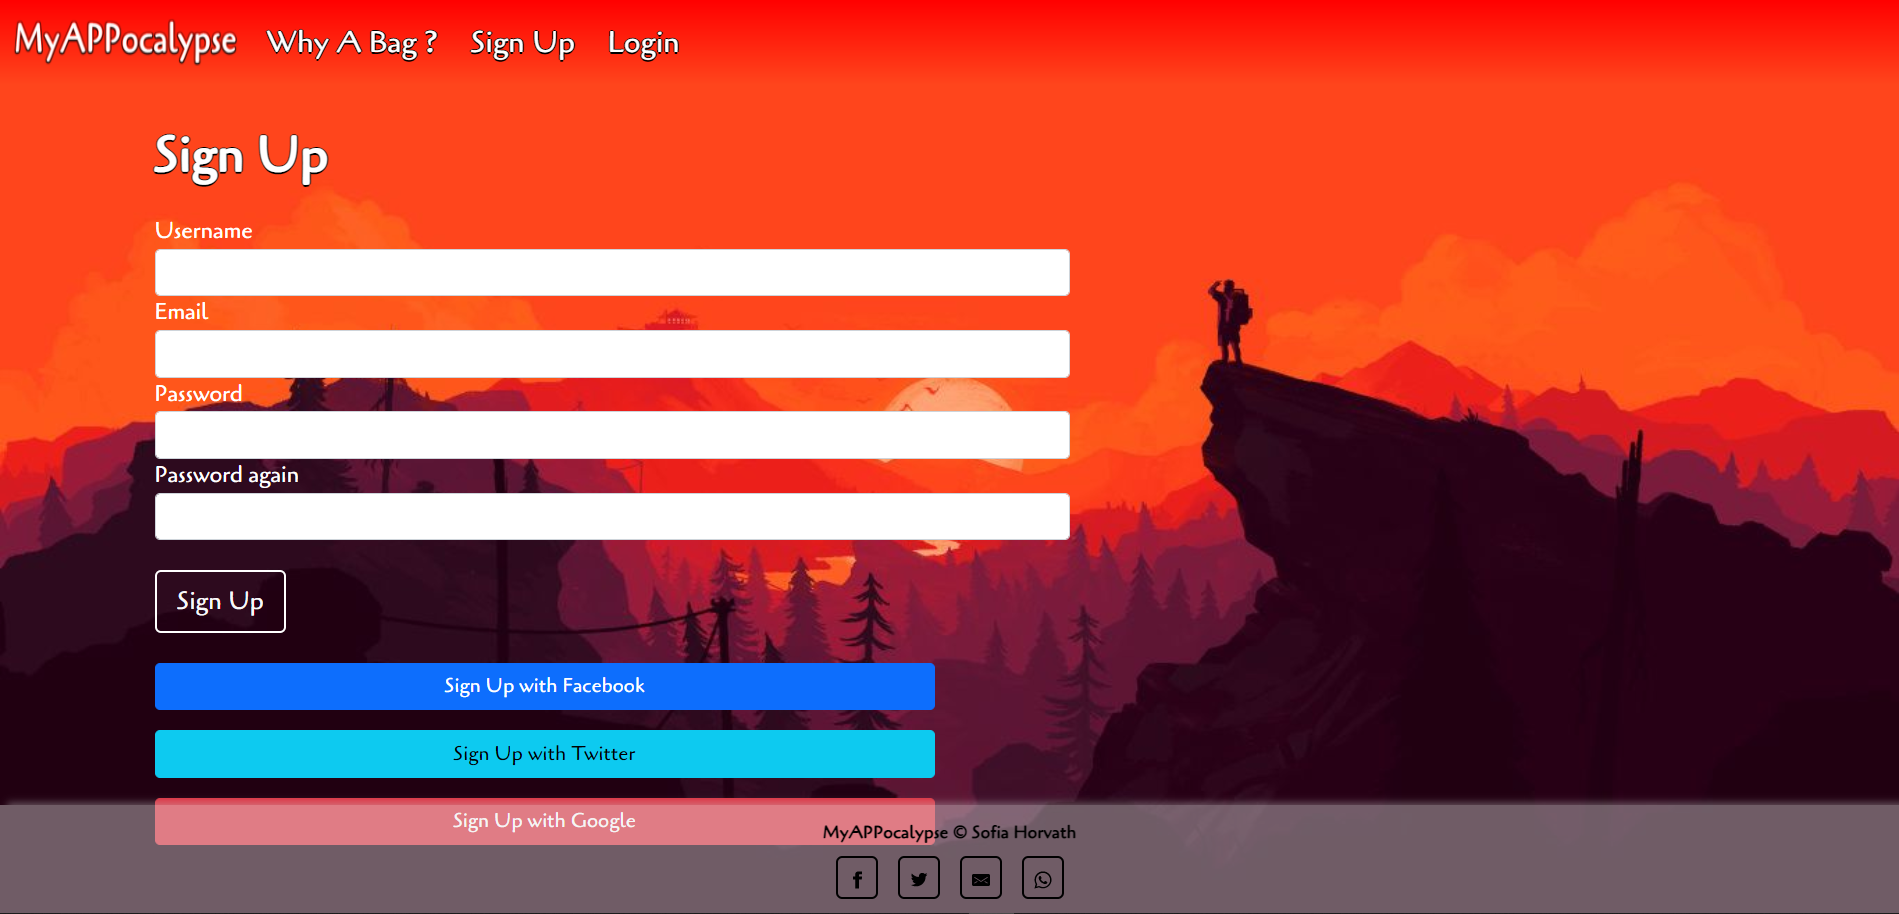 MyAPPocalypse Why A Bag ? Sign Up Login
Sign Up
Username
Email
Password
Password again
Sign Up
Sign Up with Facebook
Sign Up with Twitter
Sign Up with Google
MyAPPocalypse © Sofia Horvath